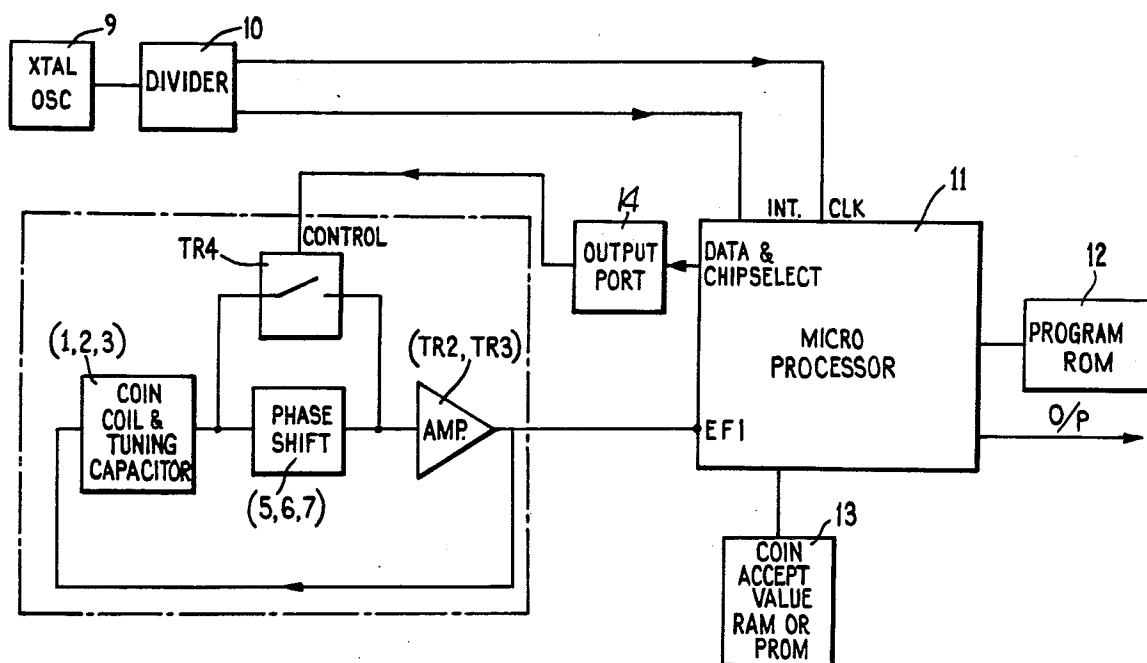 9
10
XTAL
OSC
DIVIDER
11
INT.
CLK
14
OUTPUT
PORT
DATA &
CHIPSELECT
CONTROL
TR4
12
PROGRAM
ROM
MICRO
PROCESSOR
(1,2,3)
(TR2, TR3)
COIN
COIL &
TUNING
CAPACITOR
PHASE
SHIFT
AMP.
EF1
O/P
(5,6,7)
13
COIN
ACCEPT
VALUE
RAM OR
PROM